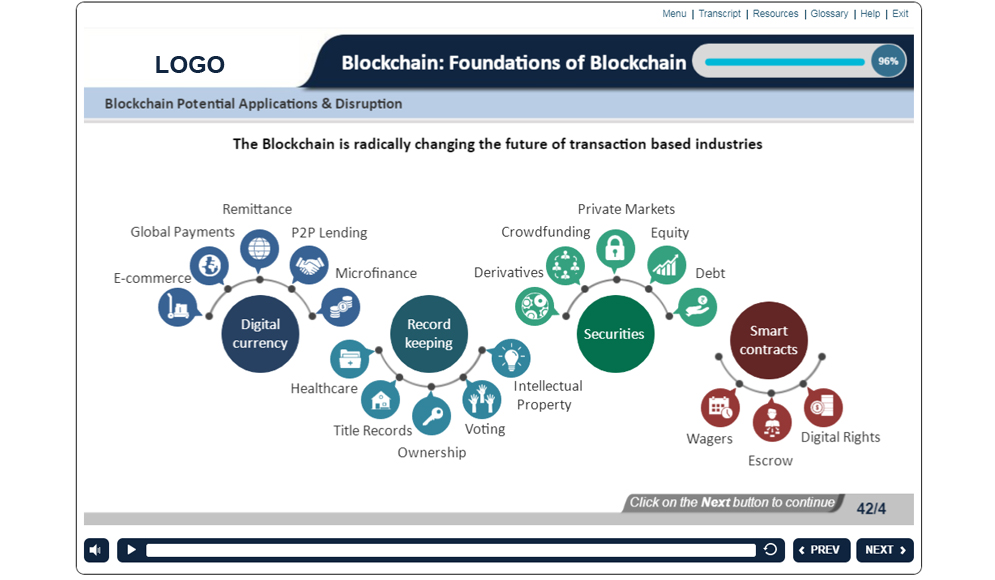 Menu | Transcript | Resources | Glossary | Help | Exit
LOGO
Blockchain: Foundations of Blockchain
96%
Blockchain Potential Applications & Disruption
The Blockchain is radically changing the future of transaction based industries
E-commerce
Global Payments
Remittance
P2P Lending
Microfinance
Digital
currency
Healthcare
Title Records
Ownership
Voting
Intellectual
Property
Record
keeping
Derivatives
Crowdfunding
Private Markets
Equity
Debt
Securities
Smart
contracts
Wagers
Escrow
Digital Rights
Click on the Next button to continue
42/4
PREV
NEXT